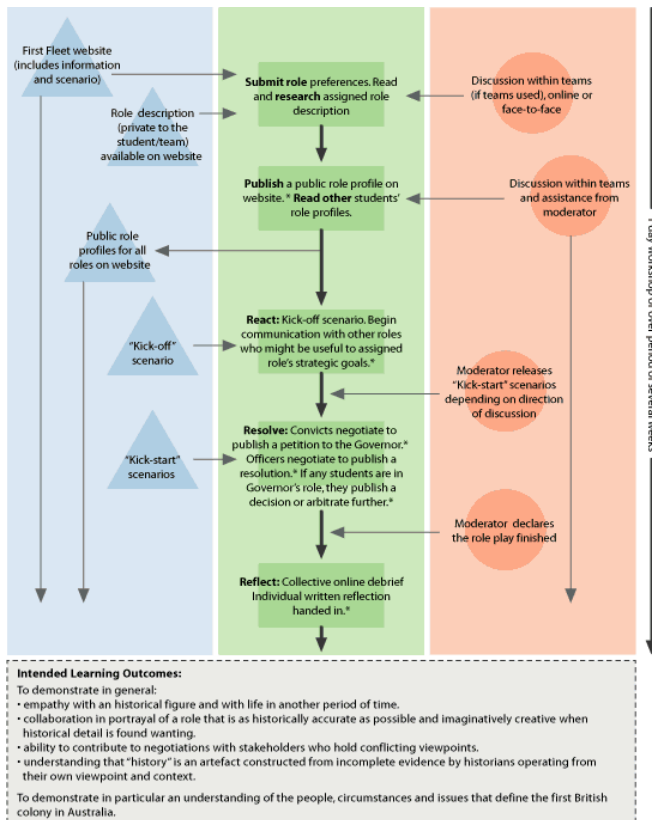 First Fleet website
(includes information
and scenario)
Submit role preferences. Read
and research assigned role
description
Discussion within teams
(if teams used), online or
face-to-face
Role description
(private to the
student/team)
available on website
Publish a public role profile on
website.* Read other students'
role profiles.
Discussion within teams
and assistance from
moderator
Public role
profiles for all
roles on website
React: Kick-off scenario. Begin
communication with other roles
who might be useful to assigned
role's strategic goals.*
"Kick-off"
scenario
Moderator releases
"Kick-start" scenarios
depending on direction
of discussion
Resolve: Convicts negotiate to
publish a petition to the Governor.*
Officers negotiate to publish a
resolution.* If any students are in
Governor's role, they publish a
decision or arbitrate further.*
"Kick-start"
scenarios
Moderator declares
the role play finished
Reflect: Collective online debrief
Individual written reflection
handed in.*
day workshop or over period of several weeks
Intended Learning Outcomes:
To demonstrate in general:
• empathy with an historical figure and with life in another period of time.
• collaboration in portrayal of a role that is as historically accurate as possible and imaginatively creative when
historical detail is found wanting.
• ability to contribute to negotiations with stakeholders who hold conflicting viewpoints.
• understanding that "history" is an artefact constructed from incomplete evidence by historians operating from
their own viewpoint and context.
To demonstrate in particular an understanding of the people, circumstances and issues that define the first British
colony in Australia.